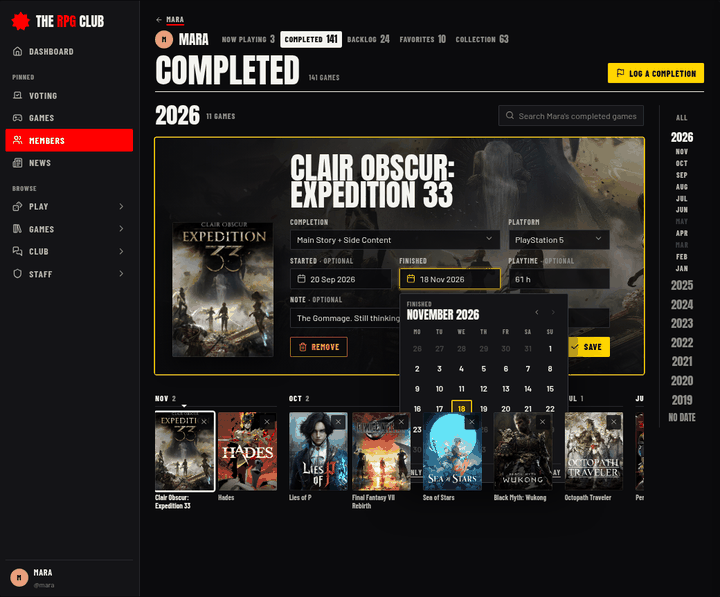 THE RPG CLUB
DASHBOARD
PINNED
VOTING
GAMES
MEMBERS
NEWS
BROWSE
PLAY
GAMES
CLUB
STAFF
M
MARA
@mara
← MARA
M
MARA
NOW PLAYING 3
COMPLETED 141
BACKLOG 24
FAVORITES 10
COLLECTION 63
COMPLETED
141 GAMES
LOG A COMPLETION
2026
11 GAMES
Search Mara's completed games
CLAIR OBSCUR:
EXPEDITION 33
CLAIR OBSCUR
EXPEDITION
33
COMPLETION
Main Story + Side Content
PLATFORM
PlayStation 5
STARTED · OPTIONAL
20 Sep 2026
FINISHED
18 Nov 2026
PLAYTIME · OPTIONAL
61 h
NOTE · OPTIONAL
The Gommage. Still thinking
REMOVE
SAVE
FINISHED
NOVEMBER 2026
MO TU WE TH FR SA SU
26 27 28 29 30 31 1
2 3 4 5 6 7 8
9 10 11 12 13 14 15
16 17 18 19 20 21 22
23
NOV 2
OCT 2
JUL 1
EXPEDITION
33
HADES
LIES
OF P
SEA OF STARS
BLACK MYTH
WUKONG
OCTOPATH
TRAVELER
Clair Obscur:
Expedition 33
Hades
Lies of P
Final Fantasy VII
Rebirth
Sea of Stars
Black Myth: Wukong
Octopath Traveler
ALL
2026
NOV
OCT
SEP
AUG
JUL
JUN
MAY
APR
MAR
FEB
JAN
2025
2024
2023
2022
2021
2020
2019
NO DATE